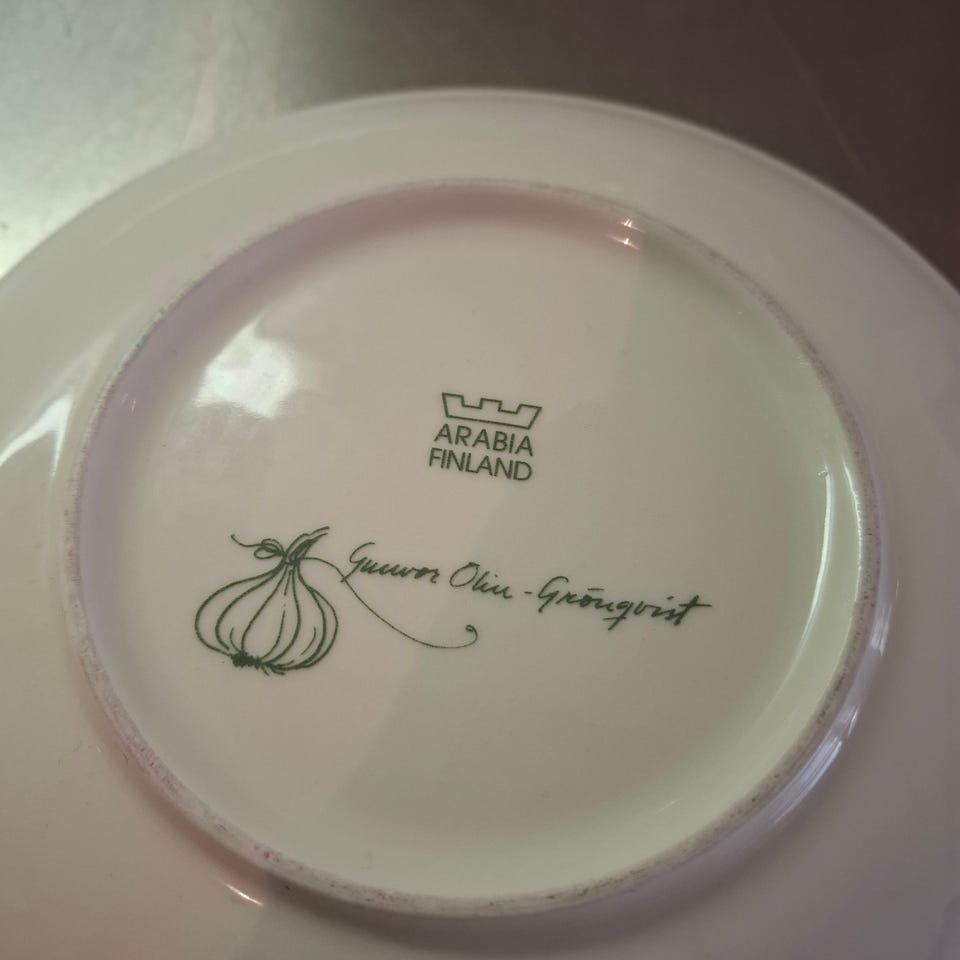 ARABIA
FINLAND
Gunvor Olin-Grönqvist